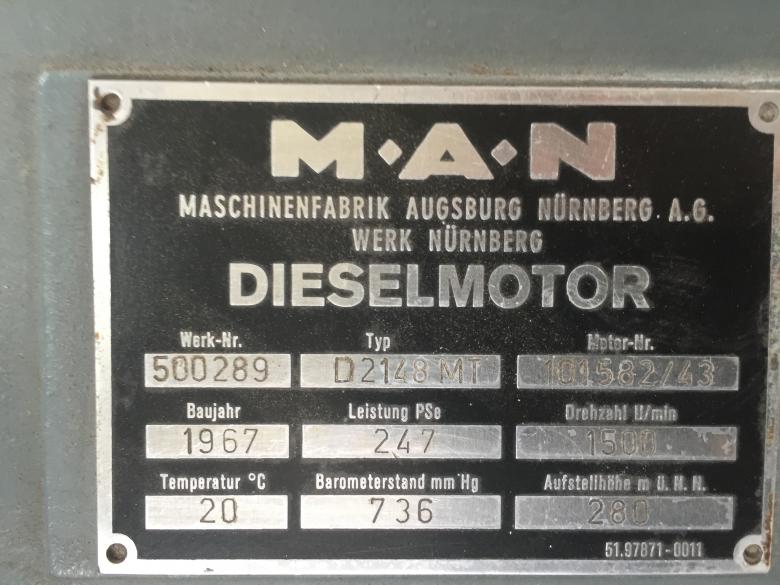 M·A·N
MASCHINENFABRIK AUGSBURG NÜRNBERG A.G.
WERK NÜRNBERG
DIESELMOTOR
Werk-Nr. Typ Motor-Nr.
500289 D2148 MT 101582/43
Baujahr Leistung PSe Drehzahl U/min
1967 247 1500
Temperatur °C Barometerstand mm Hg Aufstellhöhe m Ü. N. N.
20 736 280
51.97871-0011